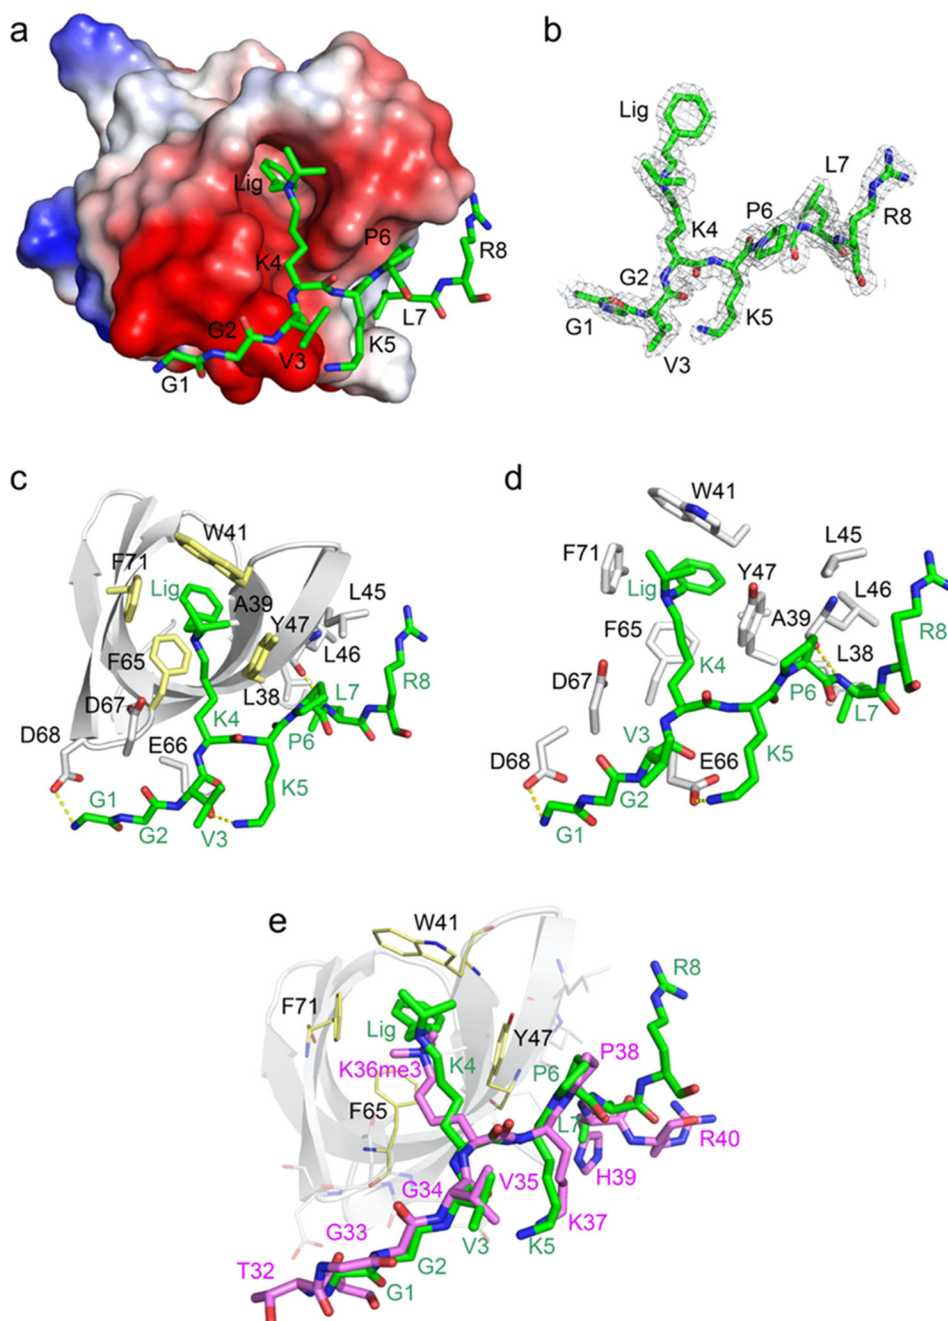 a
Lig
K4
P6
R8
L7
G2
V3
K5
G1
b
Lig
L7
R8
P6
K4
G2
G1
K5
V3
c
W41
F71
Lig
A39
L45
Y47
F65
L46
R8
D67
L38
L7
K4
D68
E66
P6
K5
G1
G2
V3
d
W41
L45
F71
Y47
Lig
L46
A39
R8
F65
K4
L38
D67
P6
L7
V3
D68
E66
G2
K5
G1
e
W41
R8
F71
Lig
Y47
P38
K4
K36me3
P6
F65
L7
R40
V35
H39
G34
K37
G33
V3
K5
T32
G2
G1